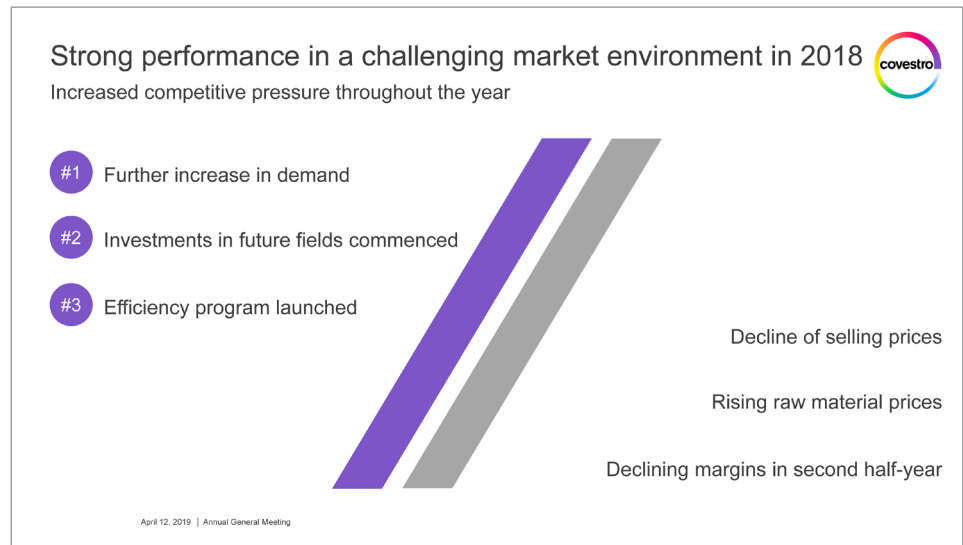 Strong performance in a challenging market environment in 2018
covestro
Increased competitive pressure throughout the year
#1 Further increase in demand
#2 Investments in future fields commenced
#3 Efficiency program launched
Decline of selling prices
Rising raw material prices
Declining margins in second half-year
April 12, 2019 | Annual General Meeting